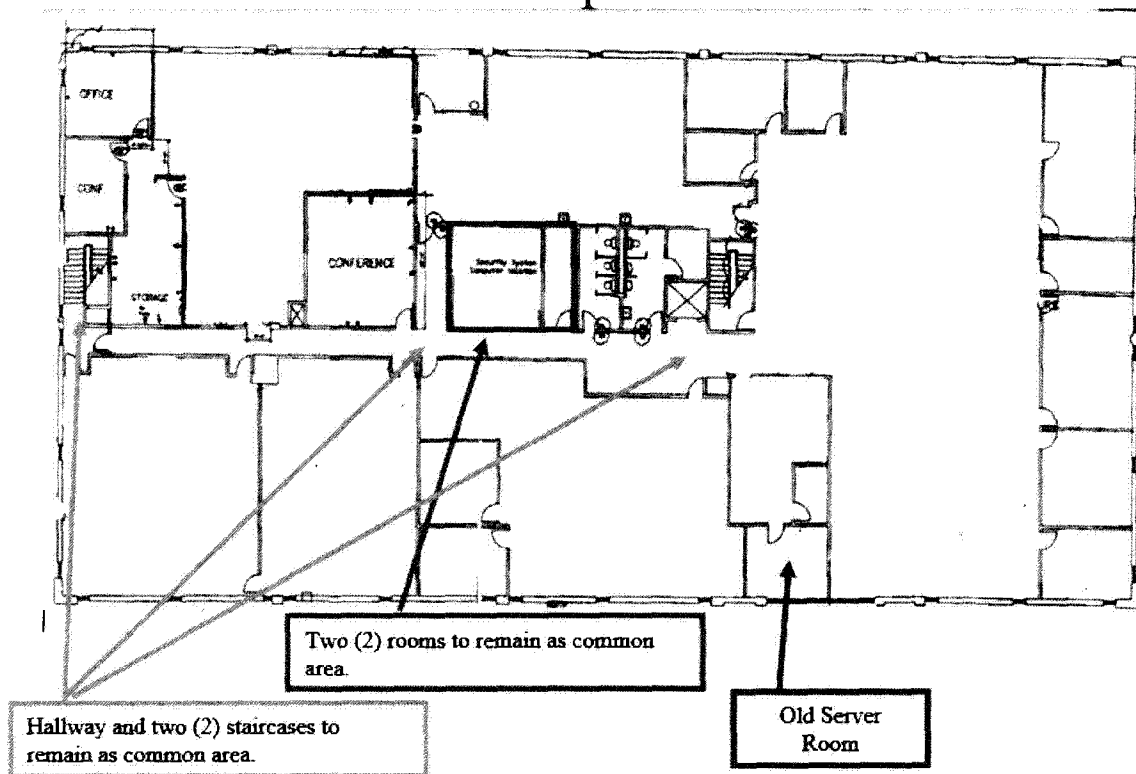 OFFICE
CONF
STORAGE
CONFERENCE
Security System
Computer
Two (2) rooms to remain as common
area.
Hallway and two (2) staircases to
remain as common area.
Old Server
Room